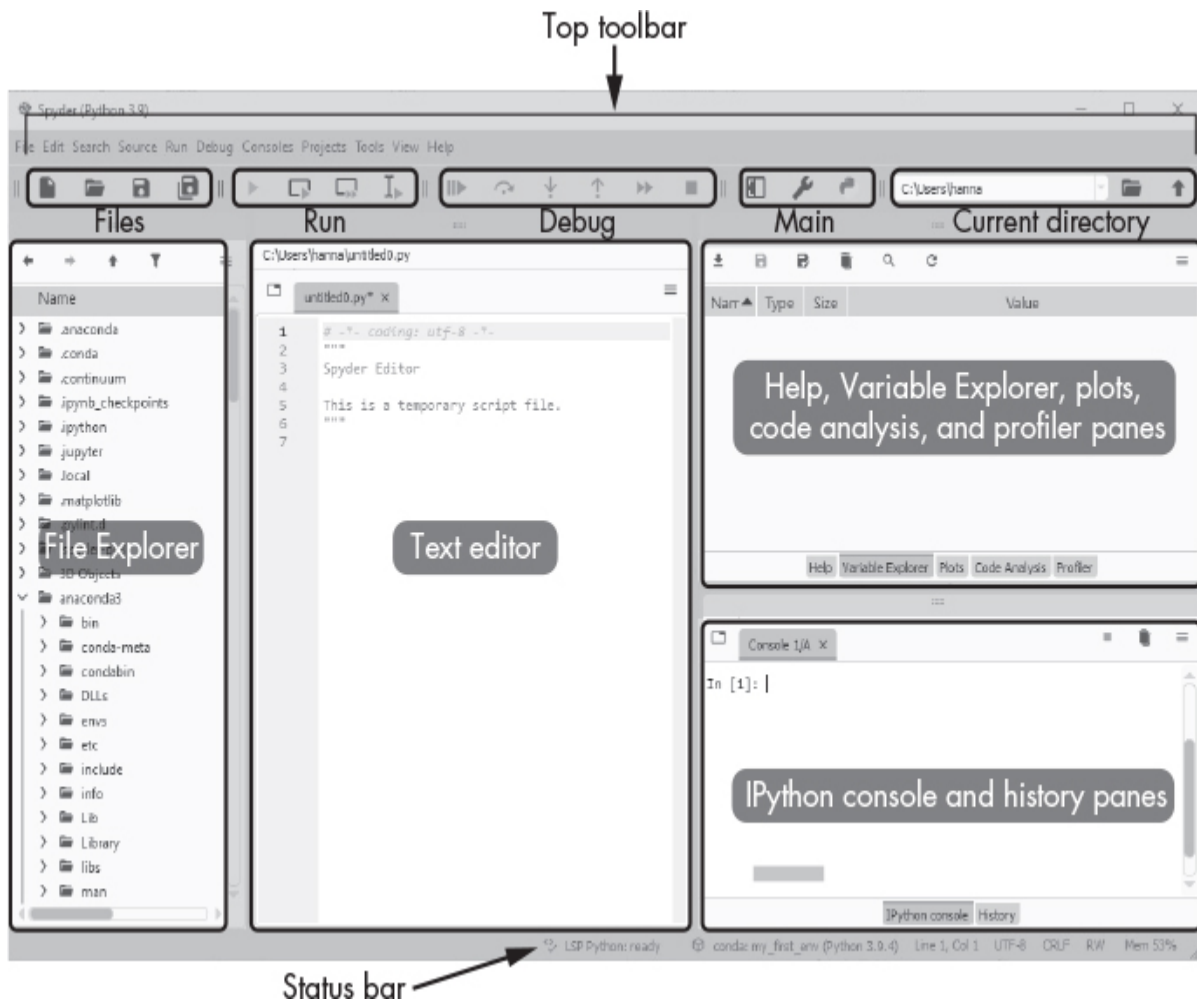 Top toolbar
Spyder (Python 3.9)
File Edit Search Source Run Debug Consoles Projects Tools View Help
C:\Users\hanna
Files
Run
Debug
Main
Current directory
Name
.anaconda
.conda
.continuum
.ipynb_checkpoints
.ipython
.jupyter
.local
.matplotlib
.pylint.d
File Explorer
3D Objects
anaconda3
bin
conda-meta
condabin
DLLs
envs
etc
include
info
Lib
Library
libs
man
C:\Users\hanna\untitled0.py
untitled0.py*
1 # -*- coding: utf-8 -*-
2 """
3 Spyder Editor
4
5 This is a temporary script file.
6 """
7
Text editor
Nam Type Size Value
Help, Variable Explorer, plots,
code analysis, and profiler panes
Help Variable Explorer Plots Code Analysis Profiler
Console 1/A
In [1]:
IPython console and history panes
IPython console History
LSP Python: ready conda: my_first_env (Python 3.9.4) Line 1, Col 1 UTF-8 CRLF RW Mem 53%
Status bar